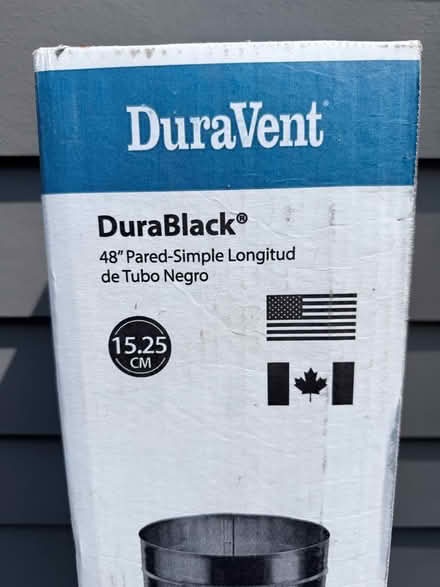 DuraVent
DuraBlack®
48" Pared-Simple Longitud
de Tubo Negro
15.25
CM